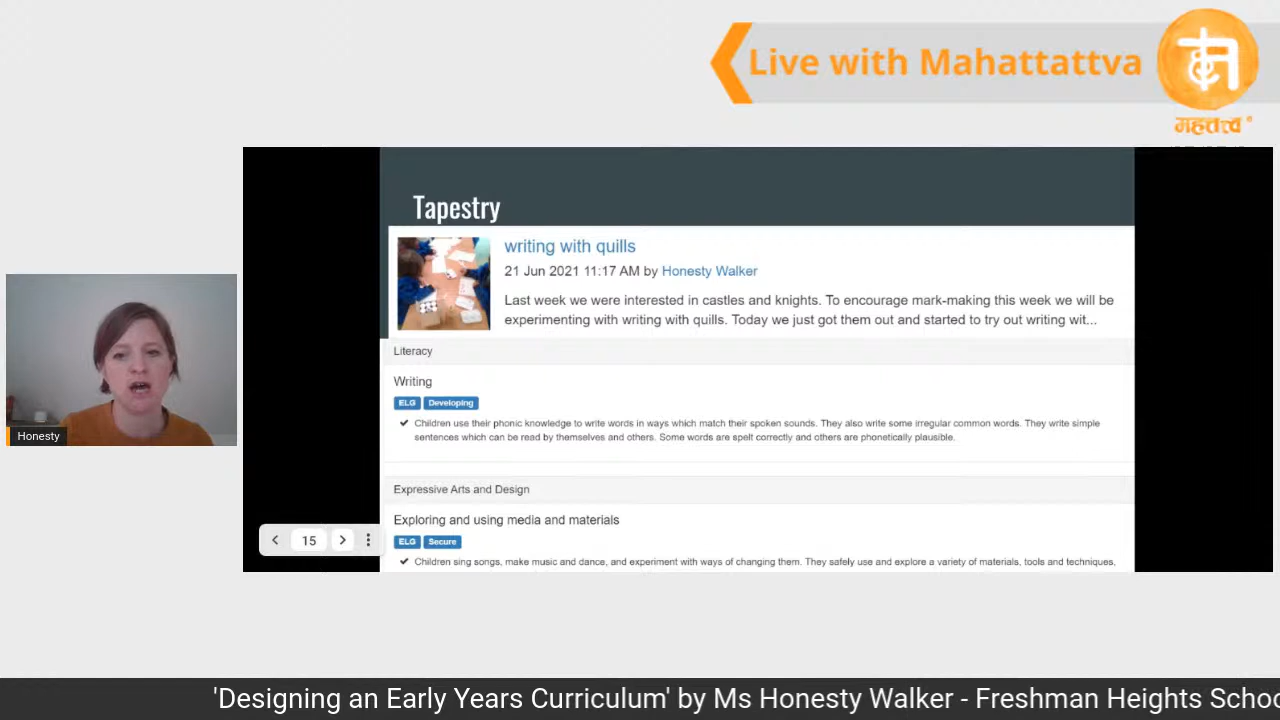 Live with Mahattattva
महत्तत्त्व
Tapestry
writing with quills
21 Jun 2021 11:17 AM by Honesty Walker
Last week we were interested in castles and knights. To encourage mark-making this week we will be
experimenting with writing with quills. Today we just got them out and started to try out writing wit...
Literacy
Writing
ELG Developing
✔ Children use their phonic knowledge to write words in ways which match their spoken sounds. They also write some irregular common words. They write simple
sentences which can be read by themselves and others. Some words are spelt correctly and others are phonetically plausible.
Expressive Arts and Design
Exploring and using media and materials
ELG Secure
✔ Children sing songs, make music and dance, and experiment with ways of changing them. They safely use and explore a variety of materials, tools and techniques,
Honesty
15
'Designing an Early Years Curriculum' by Ms Honesty Walker - Freshman Heights Schoo